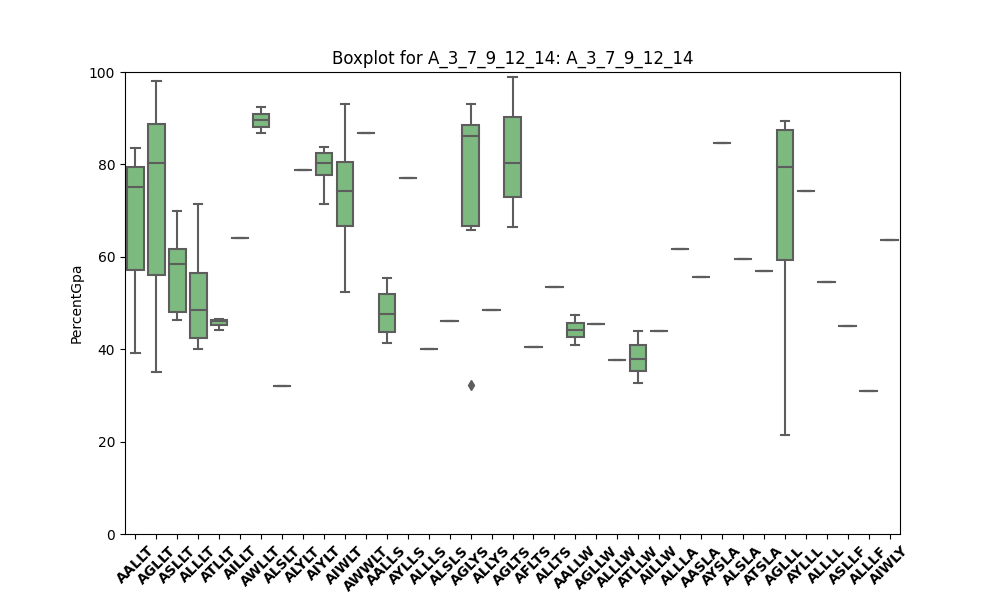 Boxplot for A_3_7_9_12_14: A_3_7_9_12_14
PercentGpa
100
80
60
40
20
0
AALLT
AGLLT
ASLLT
ALLLT
ATLLT
AILLT
AWLLT
ALSLT
ALYLT
AIYLT
AIWLT
AWWLT
AALLS
AYLLS
ALLLS
ALSLS
AGLYS
ALLYS
AGLTS
AFLTS
ALLTS
AALLW
AGLLW
ALLLW
ATLLW
AILLW
ALLLA
AASLA
AYSLA
ALSLA
ATSLA
AGLLL
AYLLL
ALLLL
ASLLF
ALLLF
AIWLY